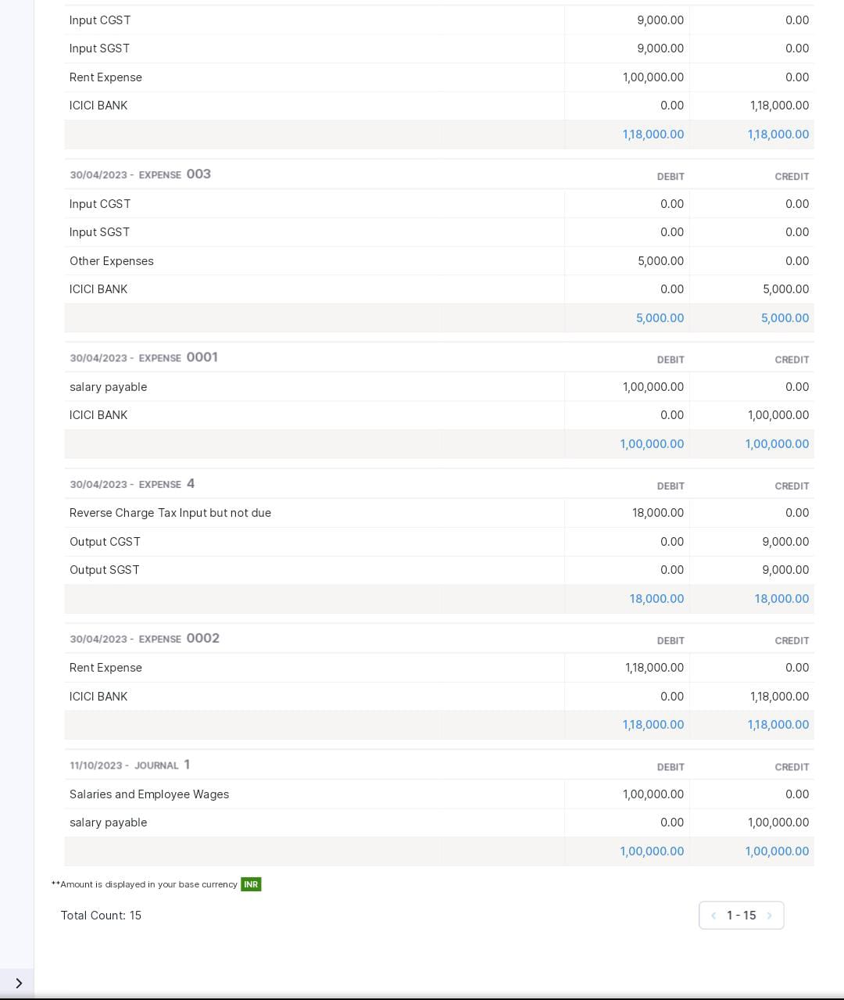 Input CGST 9,000.00 0.00
Input SGST 9,000.00 0.00
Rent Expense 1,00,000.00 0.00
ICICI BANK 0.00 1,18,000.00
1,18,000.00 1,18,000.00
30/04/2023 - EXPENSE 003 DEBIT CREDIT
Input CGST 0.00 0.00
Input SGST 0.00 0.00
Other Expenses 5,000.00 0.00
ICICI BANK 0.00 5,000.00
5,000.00 5,000.00
30/04/2023 - EXPENSE 0001 DEBIT CREDIT
salary payable 1,00,000.00 0.00
ICICI BANK 0.00 1,00,000.00
1,00,000.00 1,00,000.00
30/04/2023 - EXPENSE 4 DEBIT CREDIT
Reverse Charge Tax Input but not due 18,000.00 0.00
Output CGST 0.00 9,000.00
Output SGST 0.00 9,000.00
18,000.00 18,000.00
30/04/2023 - EXPENSE 0002 DEBIT CREDIT
Rent Expense 1,18,000.00 0.00
ICICI BANK 0.00 1,18,000.00
1,18,000.00 1,18,000.00
11/10/2023 - JOURNAL 1 DEBIT CREDIT
Salaries and Employee Wages 1,00,000.00 0.00
salary payable 0.00 1,00,000.00
1,00,000.00 1,00,000.00
**Amount is displayed in your base currency INR
Total Count: 15 1 - 15